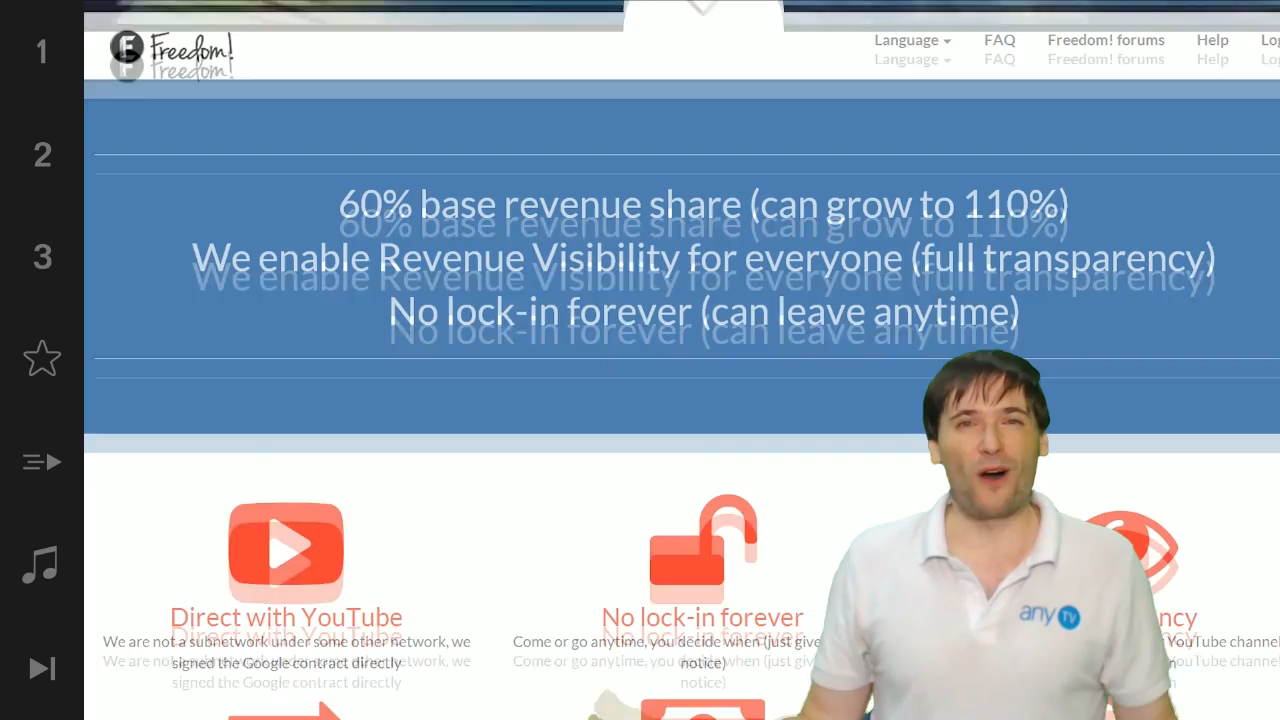 1
2
3
F Freedom!
Language FAQ Freedom! forums Help
60% base revenue share (can grow to 110%)
We enable Revenue Visibility for everyone (full transparency)
No lock-in forever (can leave anytime)
Direct with YouTube
We are not a subnetwork under some other network, we
signed the Google contract directly
No lock-in forever
Come or go anytime, you decide when (just give
notice)
YouTube channel
any TV